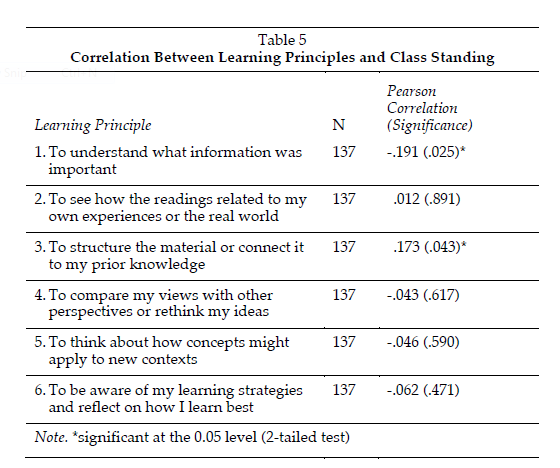 Table 5
Correlation Between Learning Principles and Class Standing
Pearson
Correlation
Learning Principle N (Significance)
1. To understand what information was 137 -.191 (.025)*
important
2. To see how the readings related to my 137 .012 (.891)
own experiences or the real world
3. To structure the material or connect it 137 .173 (.043)*
to my prior knowledge
4. To compare my views with other 137 -.043 (.617)
perspectives or rethink my ideas
5. To think about how concepts might 137 -.046 (.590)
apply to new contexts
6. To be aware of my learning strategies 137 -.062 (.471)
and reflect on how I learn best
Note. *significant at the 0.05 level (2-tailed test)